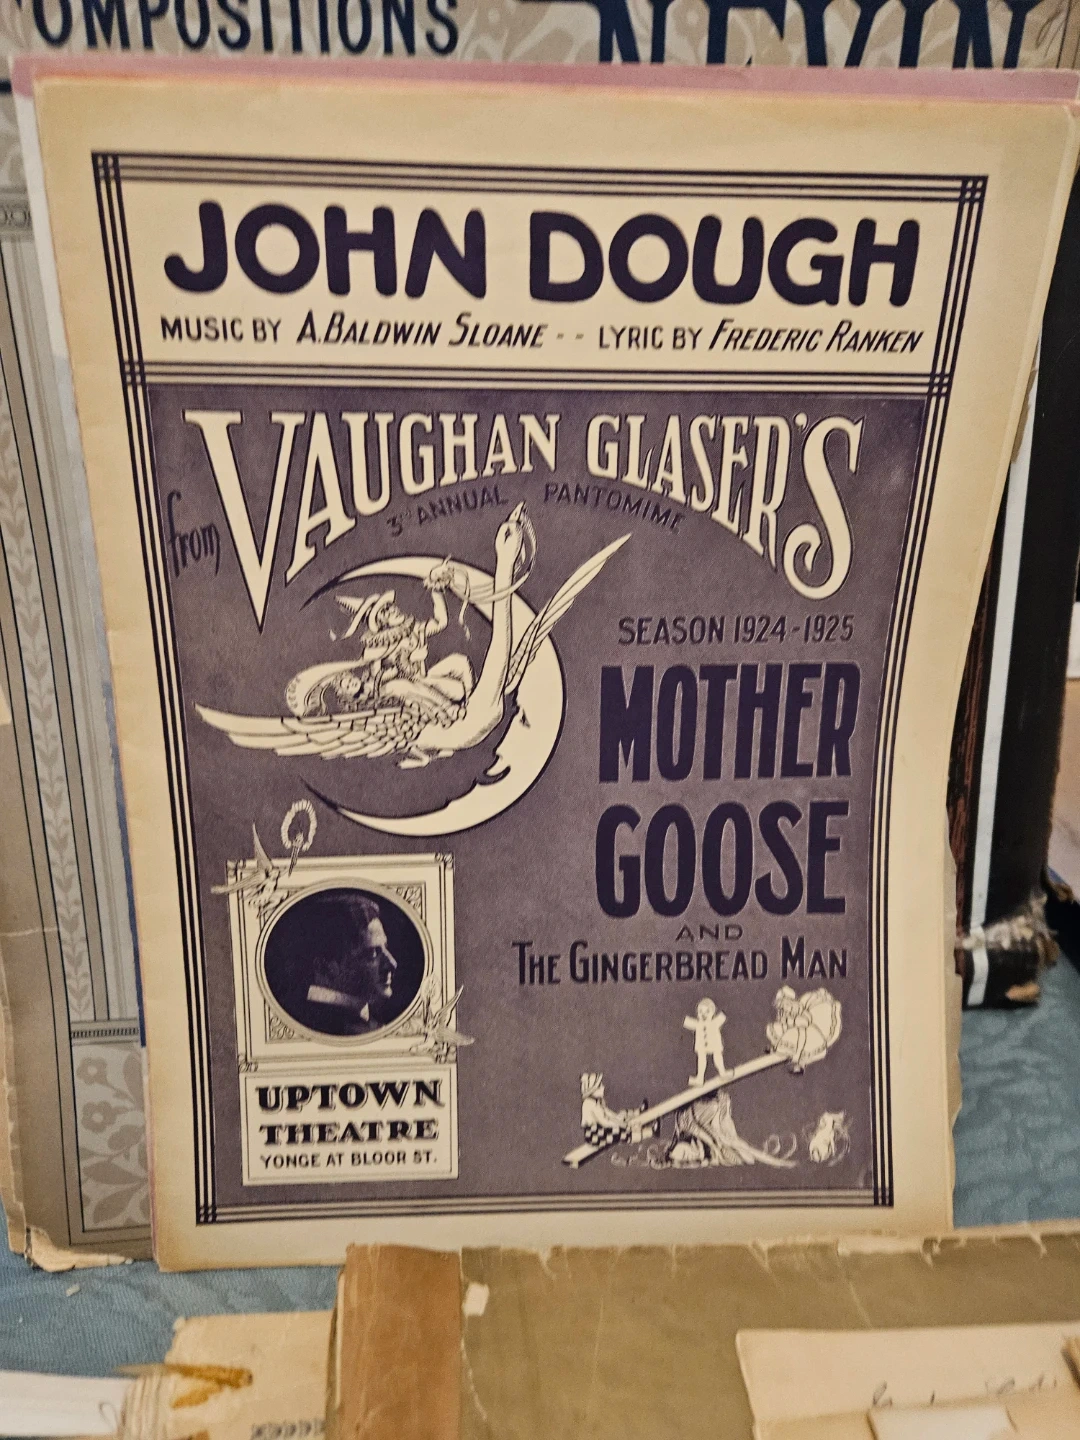 OMPOSITIONS
NEVIN
JOHN DOUGH
MUSIC BY A. BALDWIN SLOANE - - LYRIC BY FREDERIC RANKEN
from VAUGHAN GLASER'S
3RD ANNUAL PANTOMIME
SEASON 1924-1925
MOTHER
GOOSE
AND
THE GINGERBREAD MAN
UPTOWN
THEATRE
YONGE AT BLOOR ST.